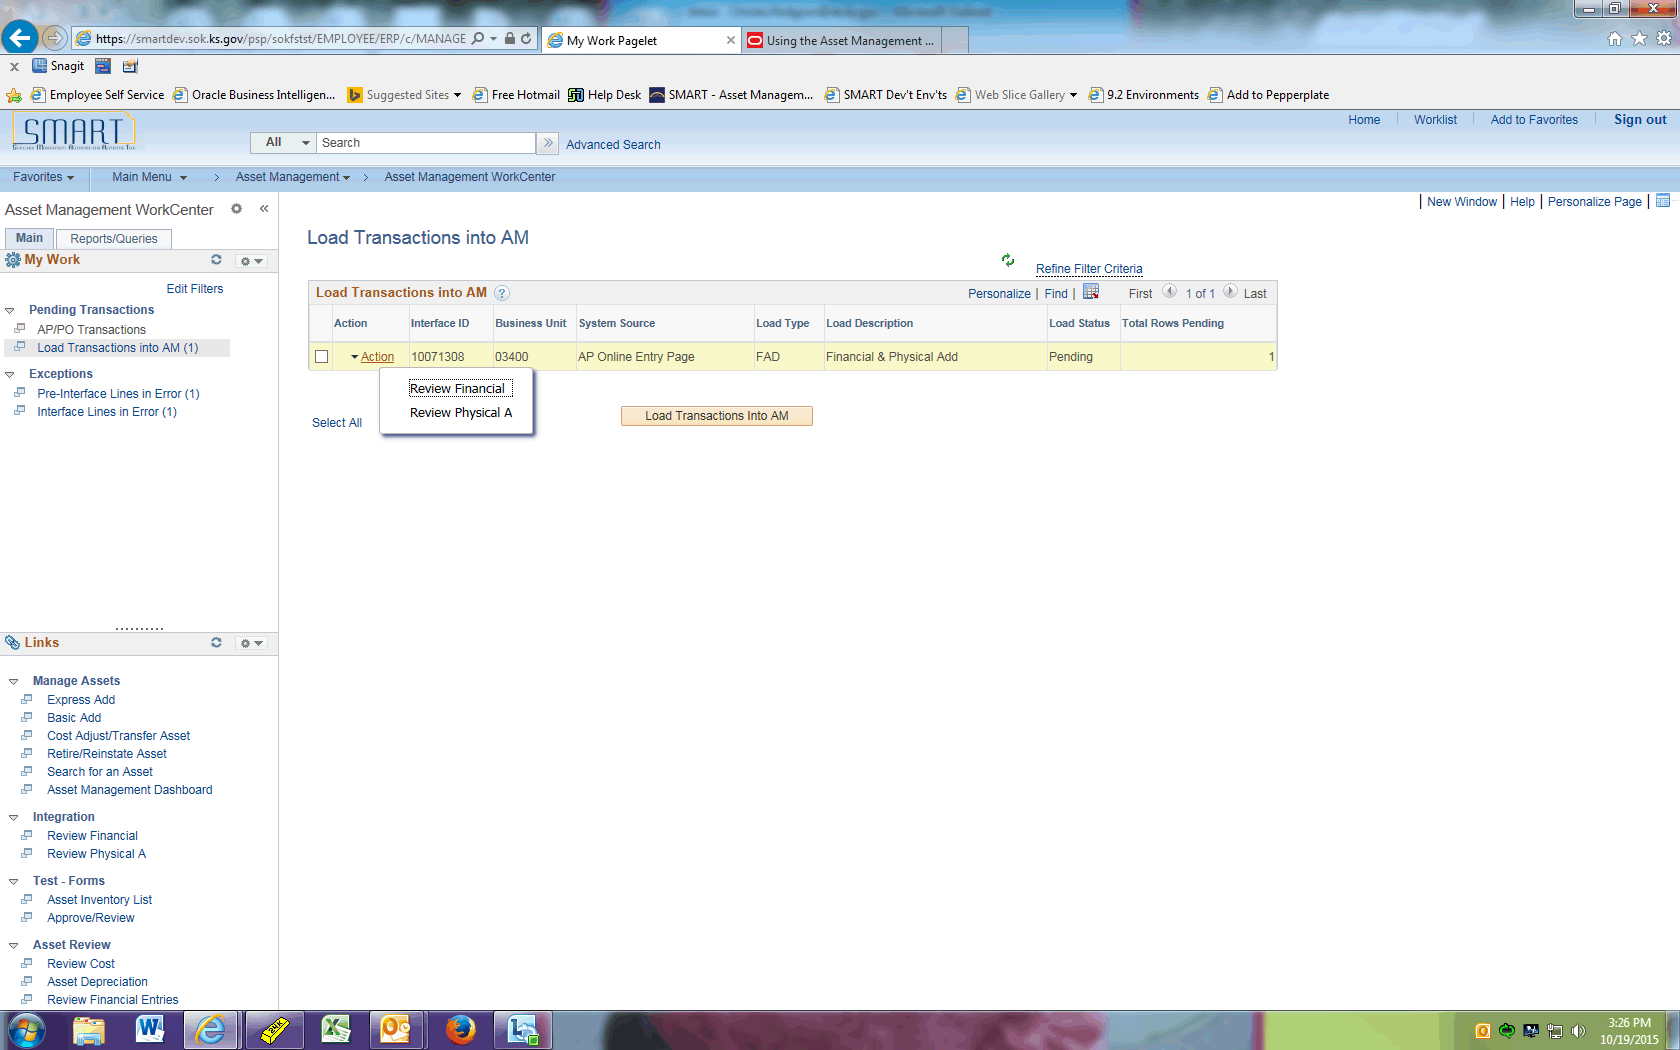 https://smartdev.sok.ks.gov/psp/sokfstst/EMPLOYEE/ERP/c/MANAGE
My Work Pagelet
Using the Asset Management ...
Snagit
Employee Self Service
Oracle Business Intelligen...
Suggested Sites
Free Hotmail
Help Desk
SMART - Asset Managem...
SMART Dev't Env'ts
Web Slice Gallery
9.2 Environments
Add to Pepperplate
SMART
All
Search
Advanced Search
Home
Worklist
Add to Favorites
Sign out
Favorites
Main Menu
Asset Management
Asset Management WorkCenter
New Window
Help
Personalize Page
Asset Management WorkCenter
Main
Reports/Queries
My Work
Edit Filters
Pending Transactions
AP/PO Transactions
Load Transactions into AM (1)
Exceptions
Pre-Interface Lines in Error (1)
Interface Lines in Error (1)
Links
Manage Assets
Express Add
Basic Add
Cost Adjust/Transfer Asset
Retire/Reinstate Asset
Search for an Asset
Asset Management Dashboard
Integration
Review Financial
Review Physical A
Test - Forms
Asset Inventory List
Approve/Review
Asset Review
Review Cost
Asset Depreciation
Review Financial Entries
Load Transactions into AM
Refine Filter Criteria
Load Transactions into AM
Personalize | Find |
First 1 of 1 Last
Action Interface ID Business Unit System Source Load Type Load Description Load Status Total Rows Pending
Action 10071308 03400 AP Online Entry Page FAD Financial & Physical Add Pending 1
Review Financial
Review Physical A
Select All
Load Transactions Into AM
3:26 PM
10/19/2015